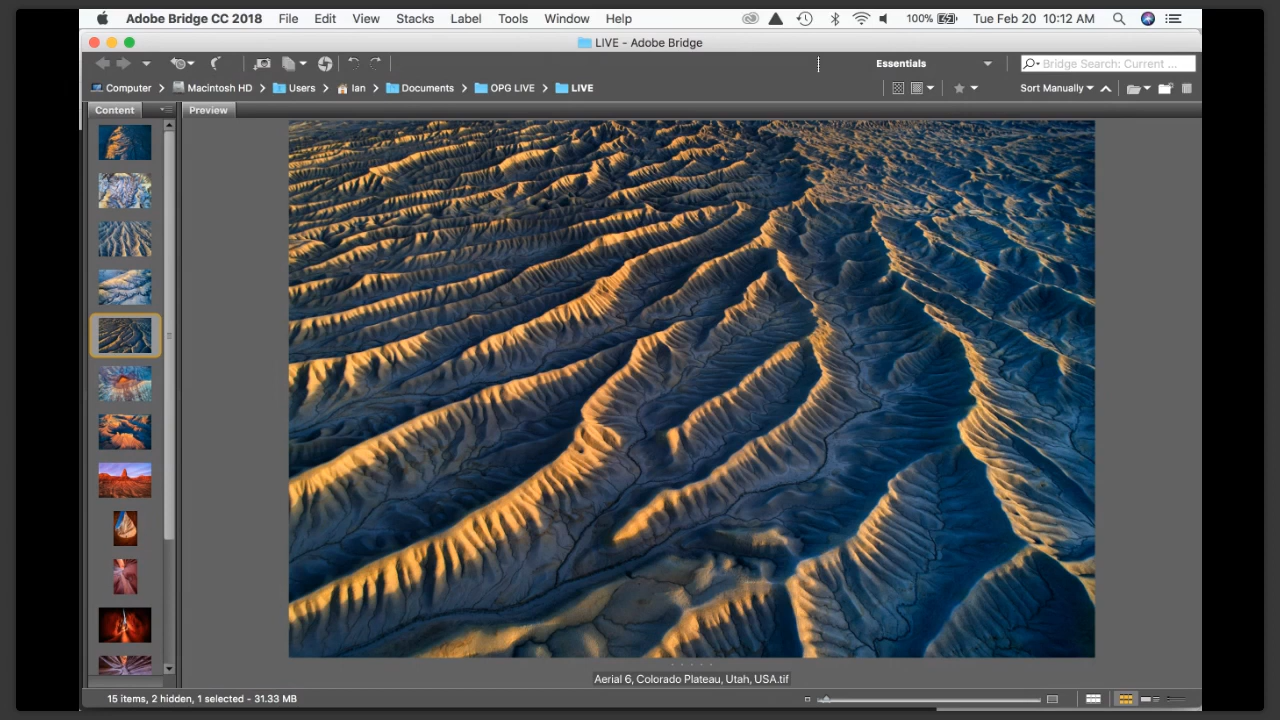 Adobe Bridge CC 2018 File Edit View Stacks Label Tools Window Help 100% Tue Feb 20 10:12 AM
LIVE - Adobe Bridge
Essentials Bridge Search: Current ...
Computer Macintosh HD Users Ian Documents OPG LIVE LIVE Sort Manually
Content Preview
Aerial 6, Colorado Plateau, Utah, USA.tif
15 items, 2 hidden, 1 selected - 31.33 MB